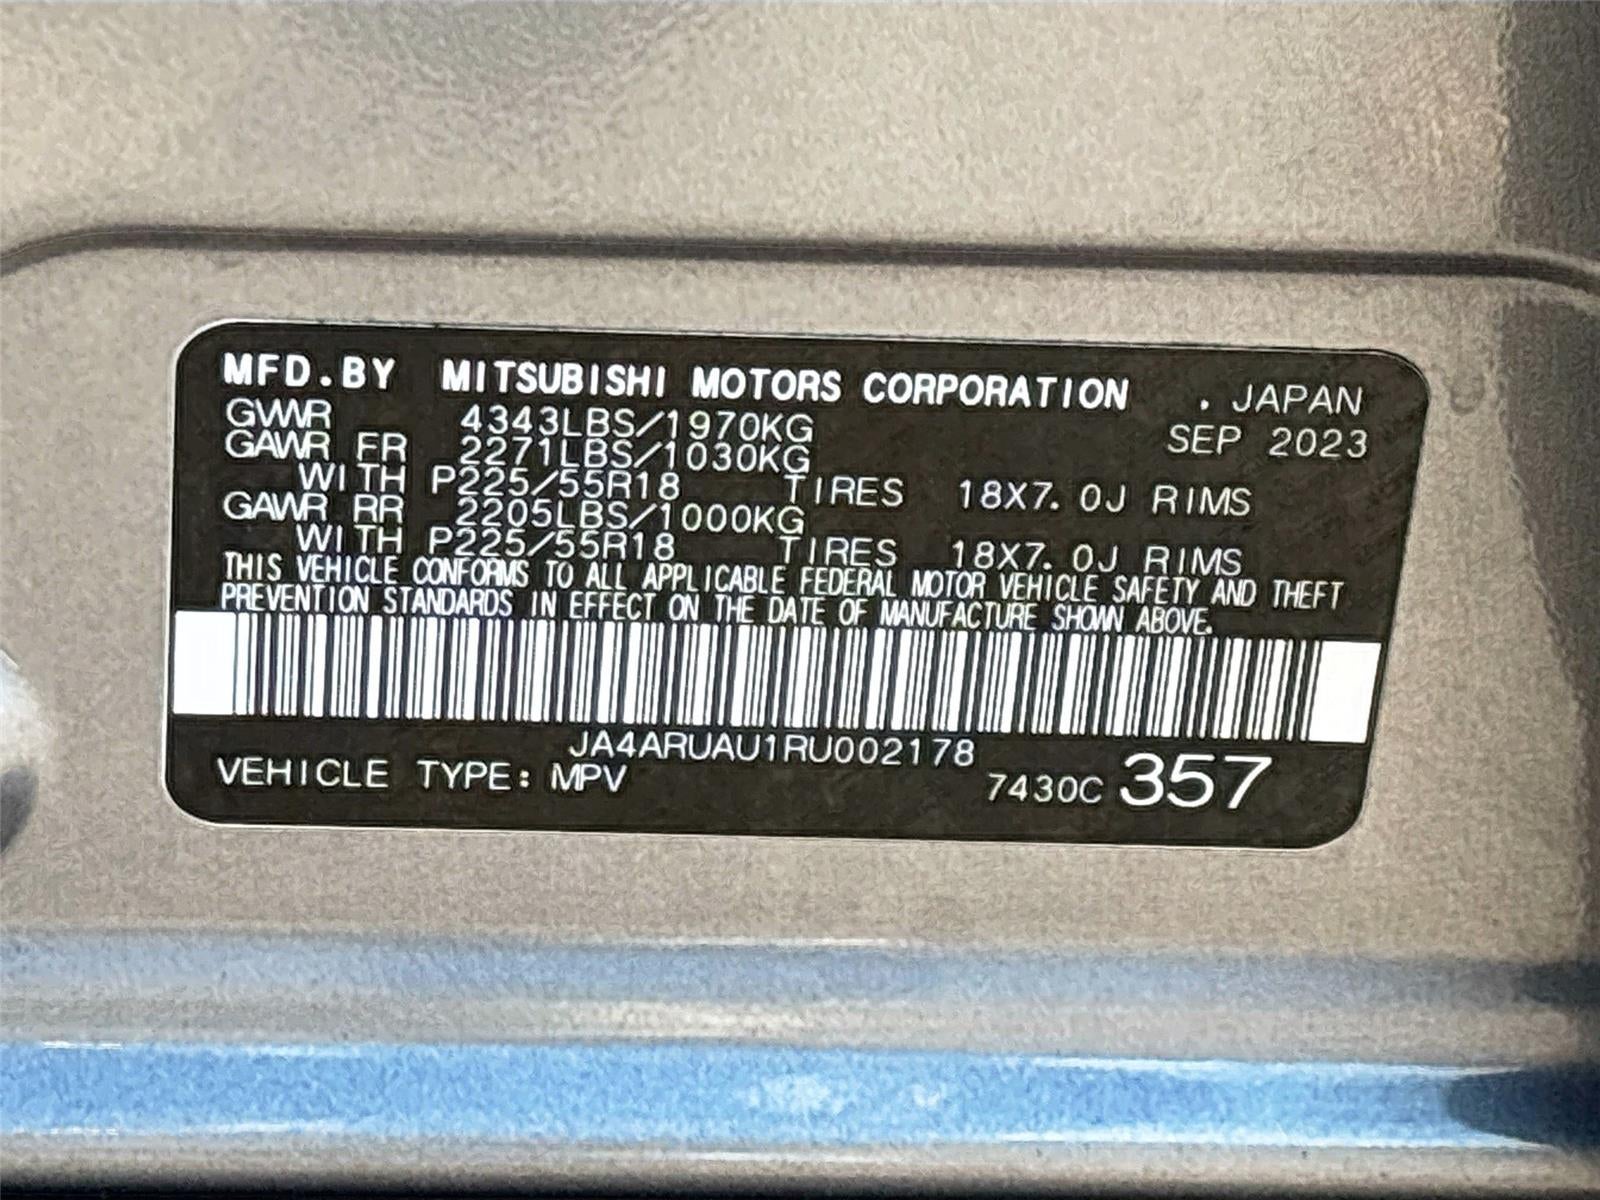 MFD.BY MITSUBISHI MOTORS CORPORATION . JAPAN
GVWR 4343LBS/1970KG SEP 2023
GAWR FR 2271LBS/1030KG
WITH P225/55R18 TIRES 18X7.0J RIMS
GAWR RR 2205LBS/1000KG
WITH P225/55R18 TIRES 18X7.0J RIMS
THIS VEHICLE CONFORMS TO ALL APPLICABLE FEDERAL MOTOR VEHICLE SAFETY AND THEFT
PREVENTION STANDARDS IN EFFECT ON THE DATE OF MANUFACTURE SHOWN ABOVE.
JA4ARUAU1RU002178
VEHICLE TYPE: MPV 7430C 357